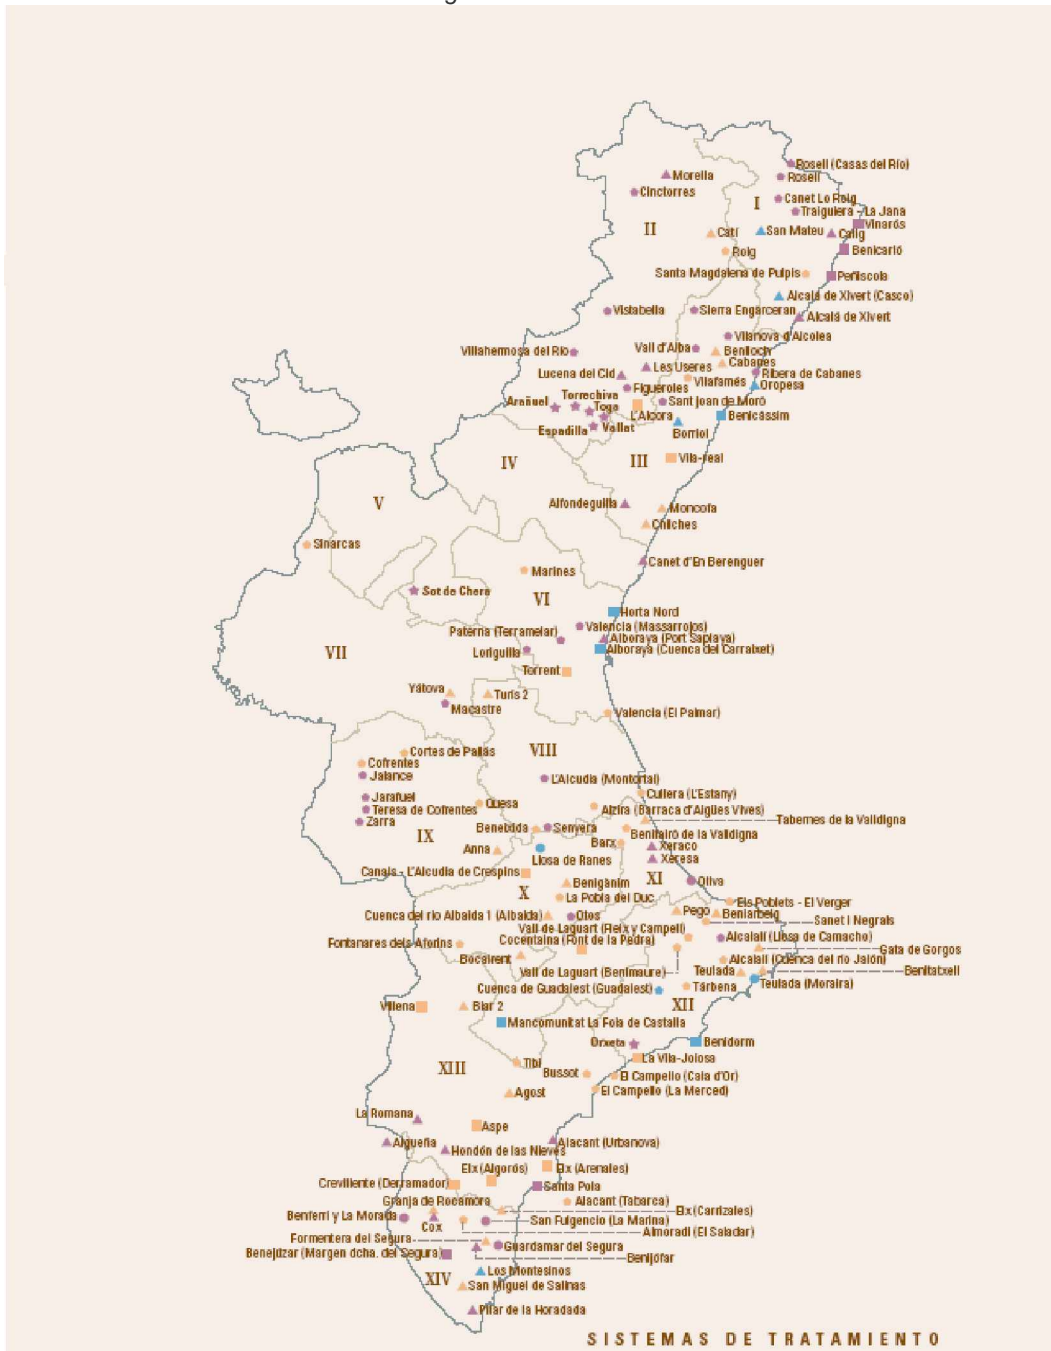 Rosell (Casas del Río)
Morella
Rosell
Cinctorres
Canet Lo Roig
I
Traiguera - La Jana
Vinaròs
II
Catí
San Mateu
Calig
Roig
Benicarló
Santa Magdalena de Pulpis
Peñíscola
Alcalá de Xivert (Casco)
Vistabella
Sierra Engarceran
Alcalá de Xivert
Vilanova d'Alcolea
Villahermosa del Río
Vall d'Alba
Benlloch
Cabanes
Lucena del Cid
Les Useres
Ribera de Cabanes
Vilafamés
Oropesa
Figueroles
Torrechiva
Arañuel
Toga
Sant joan de Moró
L'Alcora
Benicàssim
Espadilla
Vallat
Borriol
IV
III
Vila-real
V
Alfondeguilla
Moncofa
Chilches
Sinarcas
Canet d'En Berenguer
Marines
Sot de Chera
VI
Horta Nord
Valencia (Massarrojos)
Paterna (Terramelar)
Alboraya (Port Saplaya)
VII
Loriguilla
Alboraya (Cuenca del Carraixet)
Torrent
Yátova
Turís 2
Macastre
Valencia (El Palmar)
Cortes de Pallás
VIII
Cofrentes
Jalance
L'Alcudia (Montortal)
Jarafuel
Quesa
Cullera (L'Estany)
Teresa de Cofrentes
Alzira (Barraca d'Aigües Vives)
Zarra
Tabernes de la Valldigna
IX
Benetida
Senyera
Benifairó de la Valldigna
Barx
Xeraco
Anna
Llosa de Ranes
Xeresa
Canals - L'Alcudia de Crespins
XI
Oliva
X
Benigànim
La Pobla del Duc
Els Poblets - El Verger
Cuenca del río Albaida 1 (Albaida)
Otos
Pego
Beniarbeig
Sanet i Negrals
Vall de Laguart (Fleix y Campell)
Fontanares dels Aforins
Cocentaina (Font de la Pedra)
Alcalalí (Llosa de Camacho)
Gata de Gorgos
Bocairent
Alcalalí (Cuenca del río Jalón)
Vall de Laguart (Benimaure)
Teulada
Benitatxell
Cuenca de Guadalest (Guadalest)
Tárbena
Teulada (Moraira)
Villena
Biar 2
XII
Mancomunitat La Foia de Castalla
Orxeta
Benidorm
XIII
Tibi
La Vila-Joiosa
Bussot
El Campello (Cala d'Or)
Agost
El Campello (La Merced)
La Romana
Aspe
Algueña
Hondón de las Nieves
Alacant (Urbanova)
Elx (Algorós)
Elx (Arenales)
Crevillente (Derramador)
Santa Pola
Granja de Rocamora
Alacant (Tabarca)
Benferri y La Morada
Cox
Elx (Carrizales)
San Fulgencio (La Marina)
Almoradí (El Saladar)
Formentera del Segura
Guardamar del Segura
Benejúzar (Margen dcha. del Segura)
Benijófar
XIV
Los Montesinos
San Miguel de Salinas
Pilar de la Horadada
SISTEMAS DE TRATAMIENTO